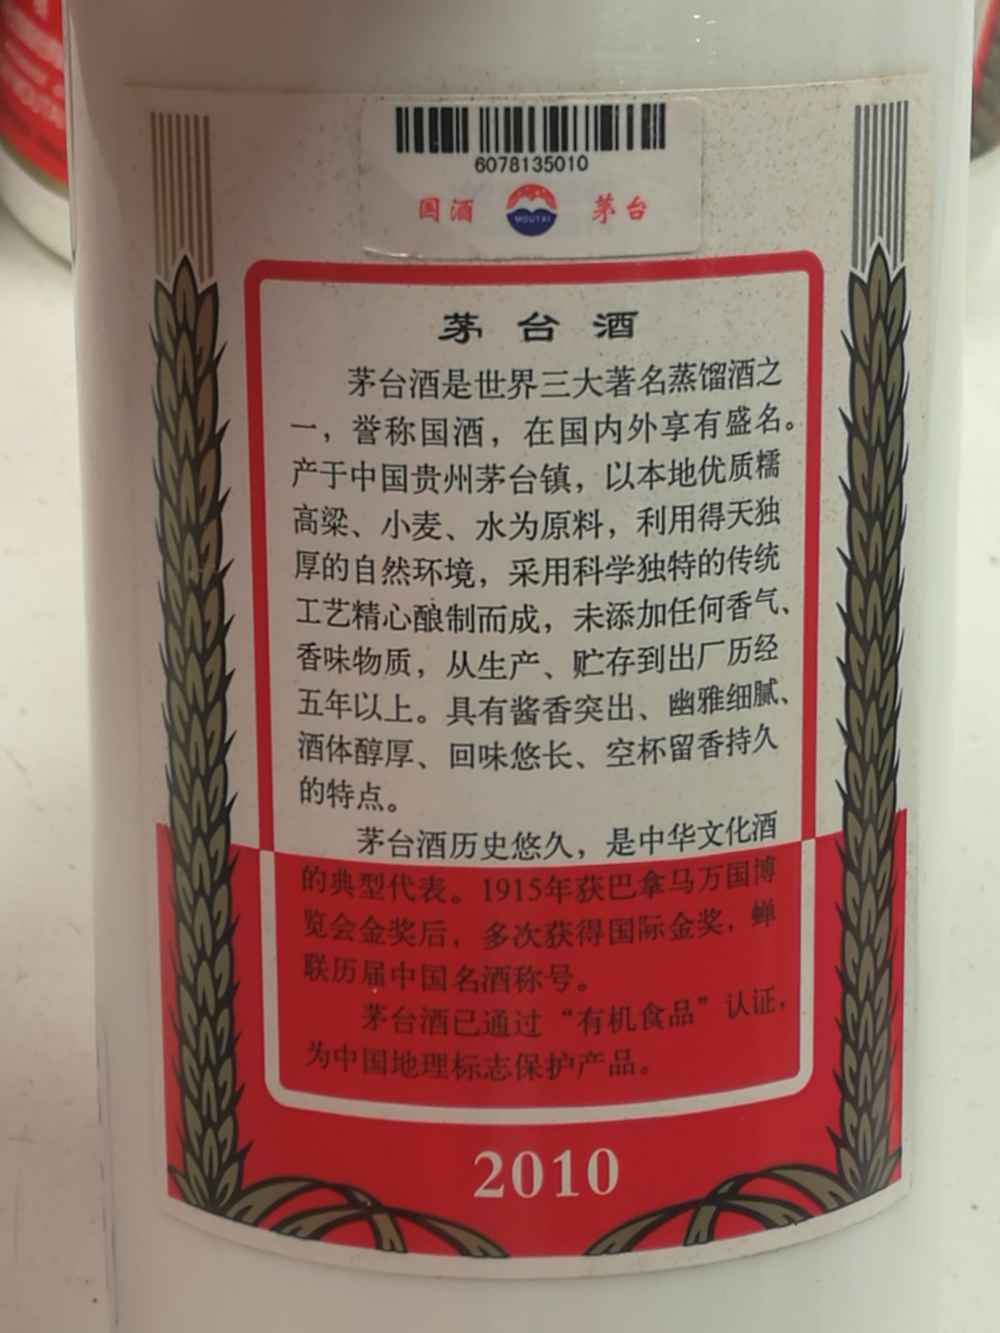 6078135010
国酒 MOUTAI 茅台
茅台酒
茅台酒是世界三大著名蒸馏酒之
一，誉称国酒，在国内外享有盛名。
产于中国贵州茅台镇，以本地优质糯
高粱、小麦、水为原料，利用得天独
厚的自然环境，采用科学独特的传统
工艺精心酿制而成，未添加任何香气、
香味物质，从生产、贮存到出厂历经
五年以上。具有酱香突出、幽雅细腻、
酒体醇厚、回味悠长、空杯留香持久
的特点。
茅台酒历史悠久，是中华文化酒
的典型代表。1915年获巴拿马万国博
览会金奖后，多次获得国际金奖，蝉
联历届中国名酒称号。
茅台酒已通过“有机食品”认证，
为中国地理标志保护产品。
2010